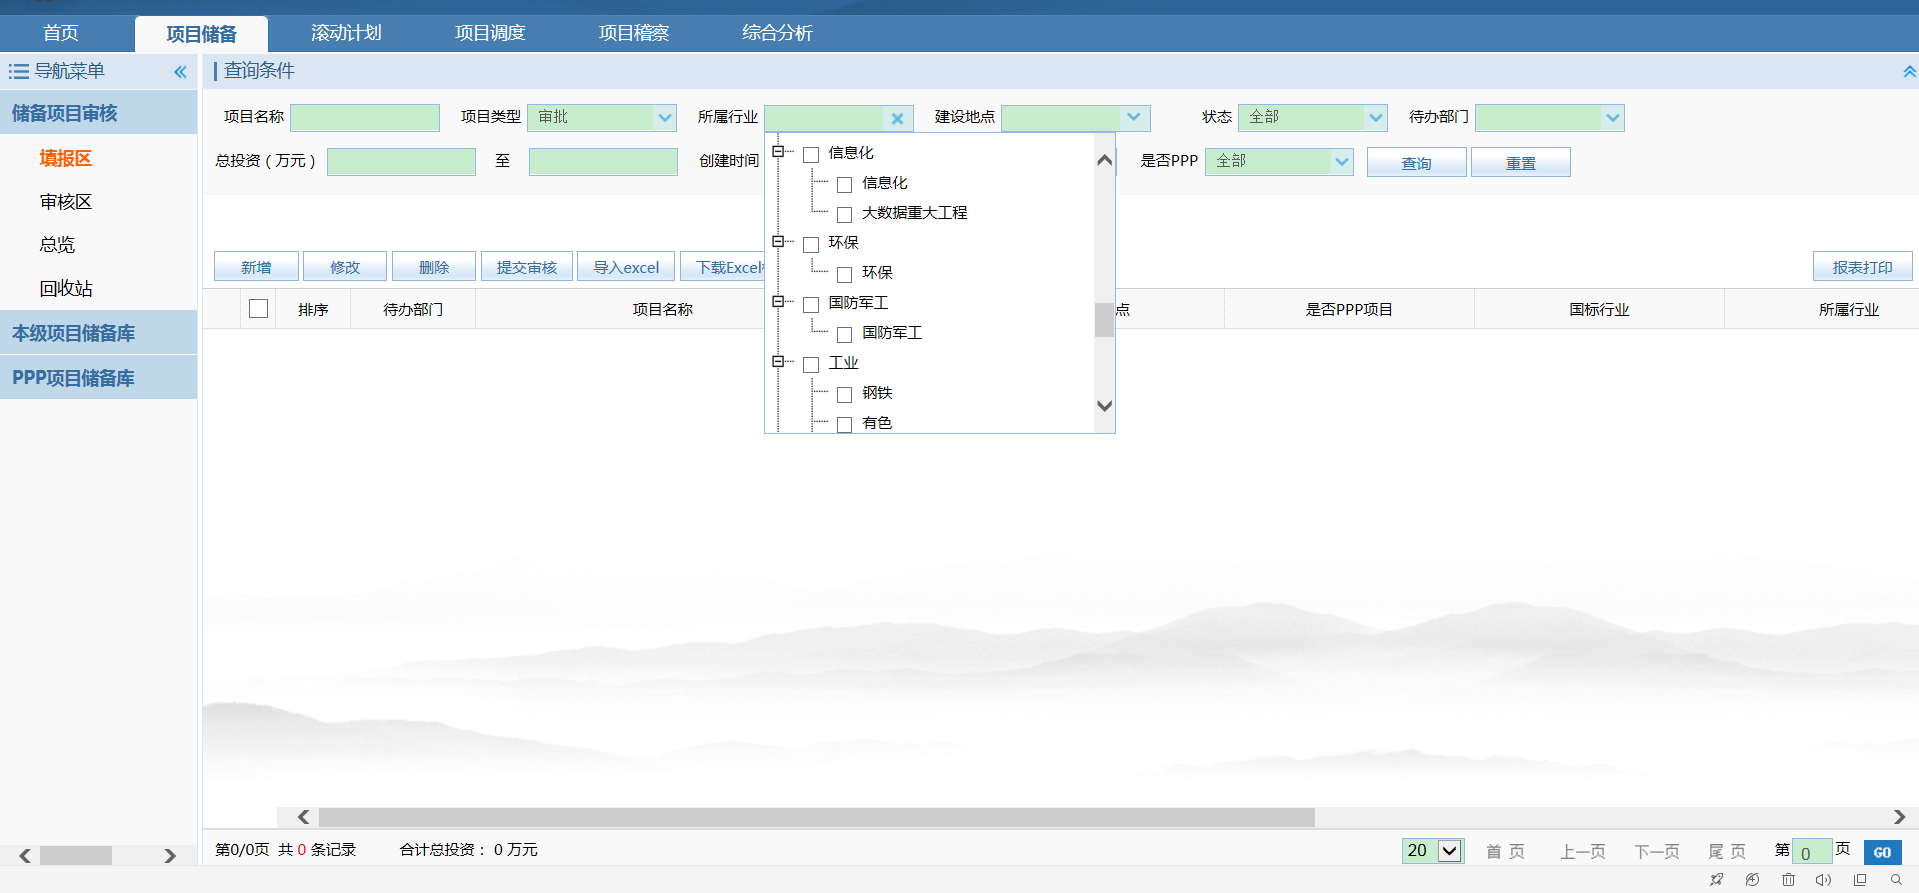 首页 项目储备 滚动计划 项目调度 项目稽察 综合分析
导航菜单
查询条件
储备项目审核
填报区
审核区
总览
回收站
本级项目储备库
PPP项目储备库
项目名称 项目类型 审批 所属行业 建设地点 状态 全部 待办部门
总投资（万元） 至 创建时间 是否PPP 全部 查询 重置
信息化
信息化
大数据重大工程
环保
环保
国防军工
国防军工
工业
钢铁
有色
新增 修改 删除 提交审核 导入excel 下载Excel 报表打印
排序 待办部门 项目名称 点 是否PPP项目 国标行业 所属行业
第0/0页 共 0 条记录 合计总投资： 0 万元 20 首 页 上一页 下一页 尾 页 第 0 页 GO